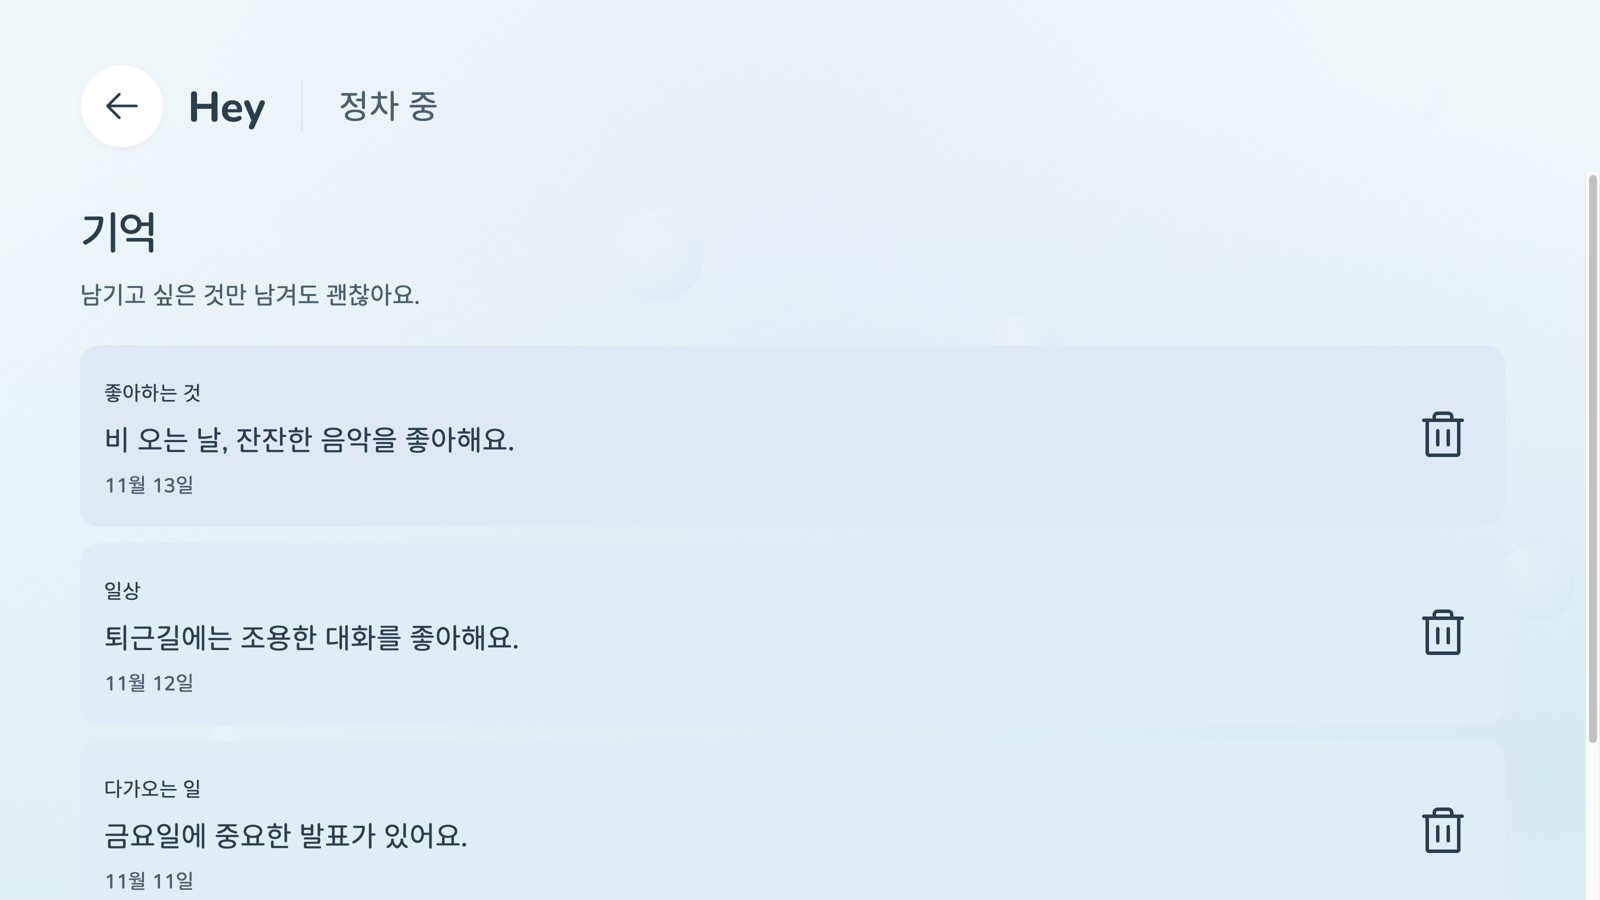 Hey
정차 중
기억
남기고 싶은 것만 남겨도 괜찮아요.
좋아하는 것
비 오는 날, 잔잔한 음악을 좋아해요.
11월 13일
일상
퇴근길에는 조용한 대화를 좋아해요.
11월 12일
다가오는 일
금요일에 중요한 발표가 있어요.
11월 11일